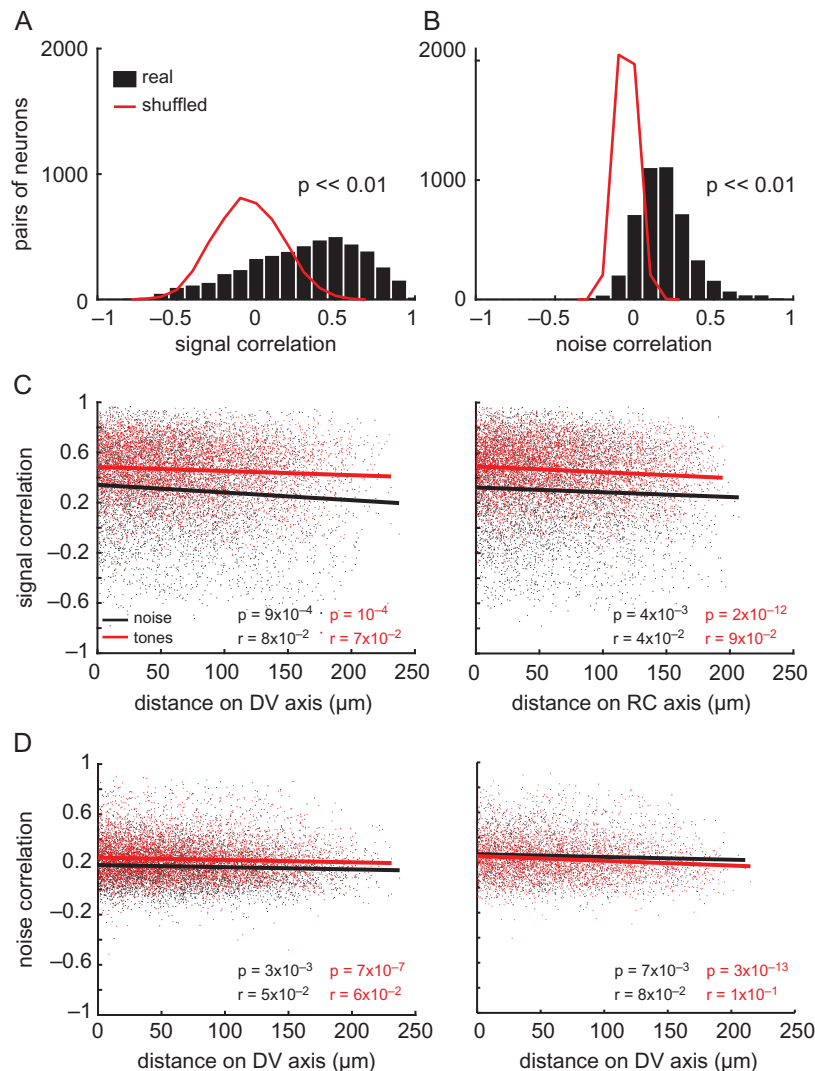 A
B
2000
1000
0
pairs of neurons
real
shuffled
p << 0.01
−1 −0.5 0 0.5 1
signal correlation
2000
1000
0
p << 0.01
−1 −0.5 0 0.5 1
noise correlation
C
1
0.6
0.2
−0.2
−0.6
−1
signal correlation
noise
tones
p = 9x10⁻⁴ p = 10⁻⁴
r = 8x10⁻² r = 7x10⁻²
0 50 100 150 200 250
distance on DV axis (µm)
p = 4x10⁻³ p = 2x10⁻¹²
r = 4x10⁻² r = 9x10⁻²
0 50 100 150 200 250
distance on RC axis (µm)
D
1
0.6
0.2
−0.2
−0.6
−1
noise correlation
p = 3x10⁻³ p = 7x10⁻⁷
r = 5x10⁻² r = 6x10⁻²
0 50 100 150 200 250
distance on DV axis (µm)
p = 7x10⁻³ p = 3x10⁻¹³
r = 8x10⁻² r = 1x10⁻¹
0 50 100 150 200 250
distance on DV axis (µm)